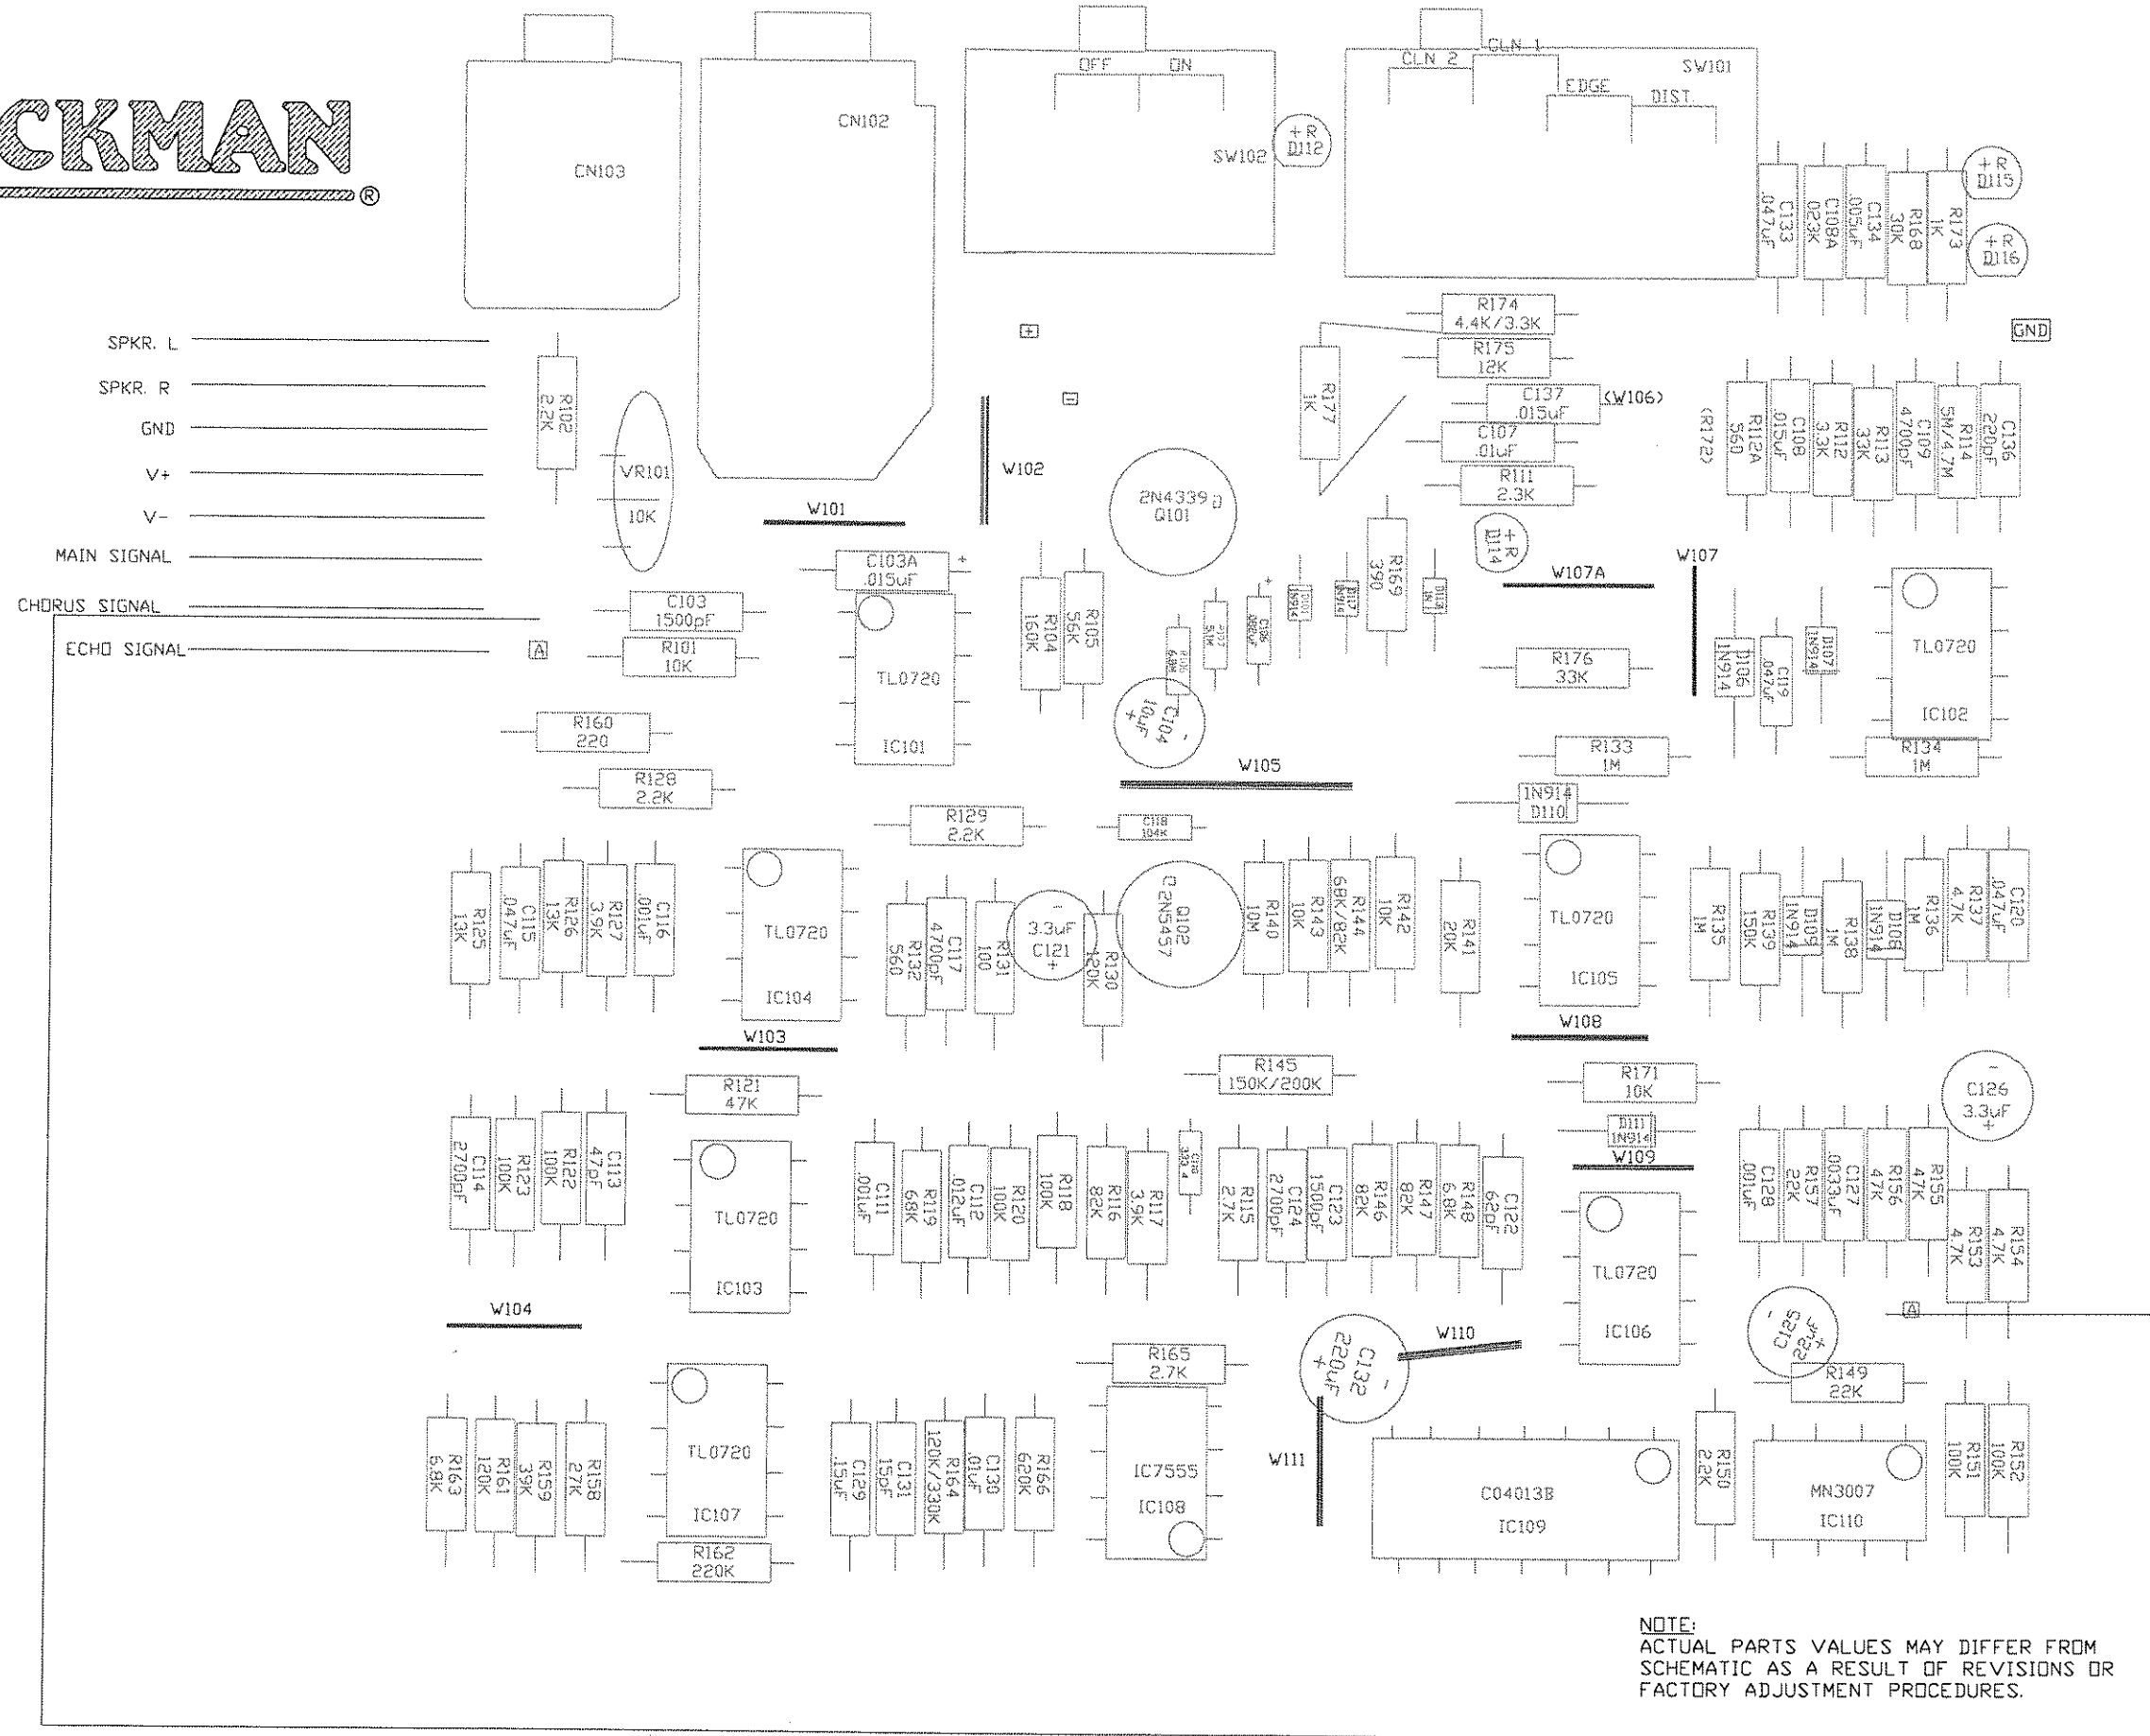 CKMAN
®
CN103
CN102
OFF ON
SW102
+ R
D112
CLN 2
CLN 1
EDGE
DIST.
SW101
C133
.047uF
C108A
.023K
C134
.005uF
R168
30K
R173
1K
+ R
D115
+ R
D116
GND
SPKR. L
SPKR. R
GND
V+
V-
MAIN SIGNAL
CHORUS SIGNAL
ECHO SIGNAL
A
R102
2.2K
VR101
10K
+
-
W102
W101
R177
1K
R174
4.4K/3.3K
R175
12K
C137
.015uF
(W106)
C107
.01uF
R111
2.3K
(R172)
R112A
560
C108
.015uF
R112
3.3K
R113
33K
C109
4700pF
R114
5M/4.7M
C136
220pF
2N4339 D
Q101
C103A
.015uF
+
C103
1500pF
R101
10K
TL0720
IC101
R104
160K
R105
56K
+
1N914
D117
1N914
R169
390
+ R
D114
W107A
W107
R176
33K
D106
1N914
C119
.047uF
D107
1N914
TL0720
IC102
R160
220
R128
2.2K
C104
10uF
+
-
W105
R133
1M
R134
1M
1N914
D110
R129
2.2K
C118
104K
R125
13K
C115
.047uF
R126
13K
R127
3.9K
C116
.001uF
TL0720
IC104
R132
560
C117
4700pF
R131
100
-
3.3uF
C121
+
R130
120K
Q102
2N5457
R140
10M
R143
10K
R144
68K/82K
R142
10K
R141
20K
TL0720
IC105
R135
1M
R139
150K
D109
1N914
R138
1M
D108
1N914
R136
1M
R137
4.7K
C120
.047uF
W103
W108
R121
47K
R145
150K/200K
R171
10K
D111
1N914
W109
-
C126
3.3uF
+
C114
2700pF
R123
100K
R122
100K
C113
47pF
TL0720
IC103
C111
.001uF
R119
68K
C112
.012uF
R120
100K
R118
100K
R116
82K
R117
3.9K
R115
2.7K
C124
2700pF
C123
1500pF
R146
82K
R147
82K
R148
6.8K
C122
62pF
TL0720
IC106
C128
.001uF
R157
22K
C127
.0033uF
R156
47K
R155
47K
R153
4.7K
R154
4.7K
A
W104
C132
220uF
+
-
W110
-
C125
+
R149
22K
R165
2.7K
R163
6.8K
R161
120K
R159
39K
R158
27K
TL0720
IC107
C129
.15uF
C131
15pF
R164
120K/330K
C130
.01uF
R166
620K
IC7555
IC108
W111
CO4013B
IC109
R150
2.2K
MN3007
IC110
R151
100K
R152
100K
R162
220K
NOTE:
ACTUAL PARTS VALUES MAY DIFFER FROM
SCHEMATIC AS A RESULT OF REVISIONS OR
FACTORY ADJUSTMENT PROCEDURES.